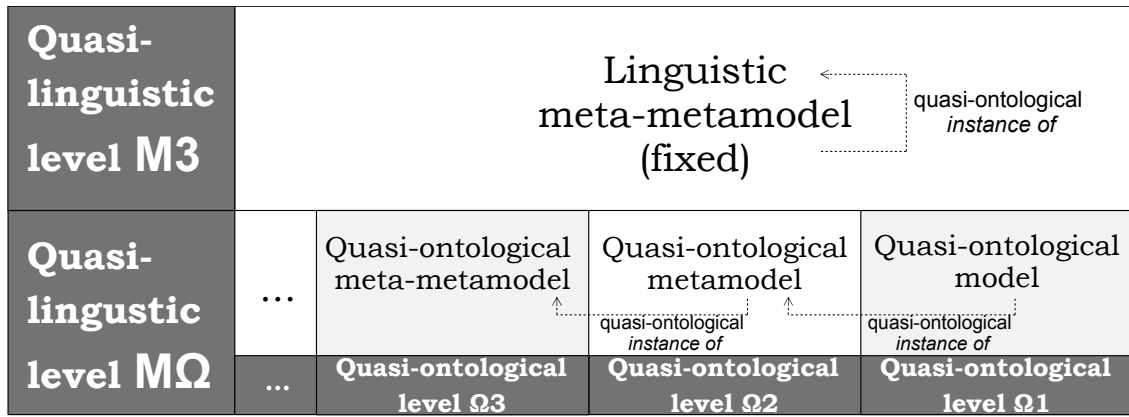 Quasi-
linguistic
level M3
Linguistic
meta-metamodel
(fixed)
quasi-ontological
instance of
Quasi-
lingustic
level MΩ
...
Quasi-ontological
meta-metamodel
Quasi-ontological
metamodel
Quasi-ontological
model
quasi-ontological
instance of
quasi-ontological
instance of
...
Quasi-ontological
level Ω3
Quasi-ontological
level Ω2
Quasi-ontological
level Ω1